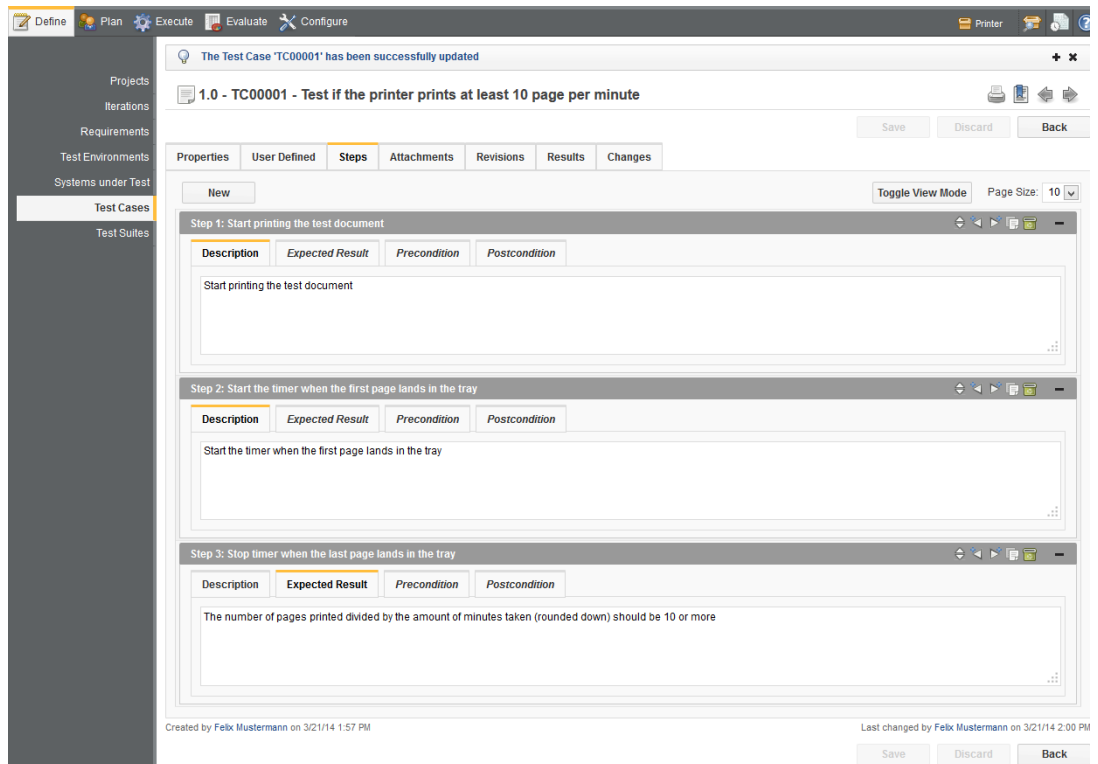 Define Plan Execute Evaluate Configure Printer
The Test Case 'TC00001' has been successfully updated
Projects
Iterations
Requirements
Test Environments
Systems under Test
Test Cases
Test Suites
1.0 - TC00001 - Test if the printer prints at least 10 page per minute
Save Discard Back
Properties User Defined Steps Attachments Revisions Results Changes
New Toggle View Mode Page Size: 10
Step 1: Start printing the test document
Description Expected Result Precondition Postcondition
Start printing the test document
Step 2: Start the timer when the first page lands in the tray
Description Expected Result Precondition Postcondition
Start the timer when the first page lands in the tray
Step 3: Stop timer when the last page lands in the tray
Description Expected Result Precondition Postcondition
The number of pages printed divided by the amount of minutes taken (rounded down) should be 10 or more
Created by Felix Mustermann on 3/21/14 1:57 PM Last changed by Felix Mustermann on 3/21/14 2:00 PM
Save Discard Back